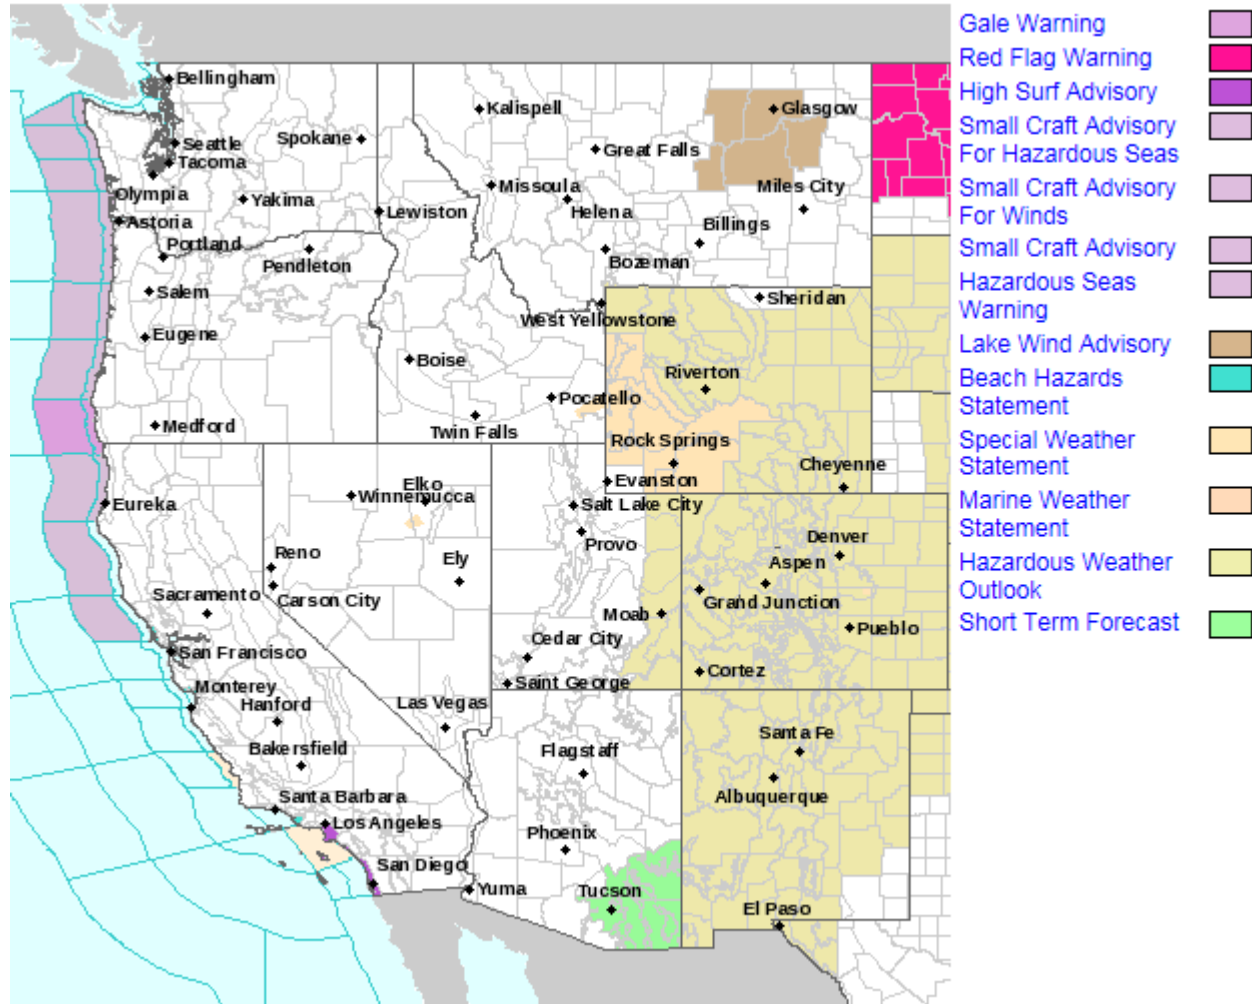 Bellingham
Kalispell
Glasgow
Spokane
Seattle
Great Falls
Tacoma
Olympia
Missoula
Miles City
Yakima
Helena
Lewiston
Astoria
Billings
Portland
Pendleton
Bozeman
Salem
Sheridan
West Yellowstone
Eugene
Boise
Riverton
Pocatello
Medford
Twin Falls
Rock Springs
Cheyenne
Evanston
Elko
Winnemucca
Eureka
Salt Lake City
Provo
Denver
Reno
Ely
Aspen
Sacramento
Carson City
Grand Junction
Moab
Pueblo
Cedar City
San Francisco
Cortez
Saint George
Monterey
Hanford
Las Vegas
Santa Fe
Bakersfield
Flagstaff
Santa Barbara
Albuquerque
Los Angeles
Phoenix
San Diego
Yuma
Tucson
El Paso
Gale Warning
Red Flag Warning
High Surf Advisory
Small Craft Advisory
For Hazardous Seas
Small Craft Advisory
For Winds
Small Craft Advisory
Hazardous Seas
Warning
Lake Wind Advisory
Beach Hazards
Statement
Special Weather
Statement
Marine Weather
Statement
Hazardous Weather
Outlook
Short Term Forecast